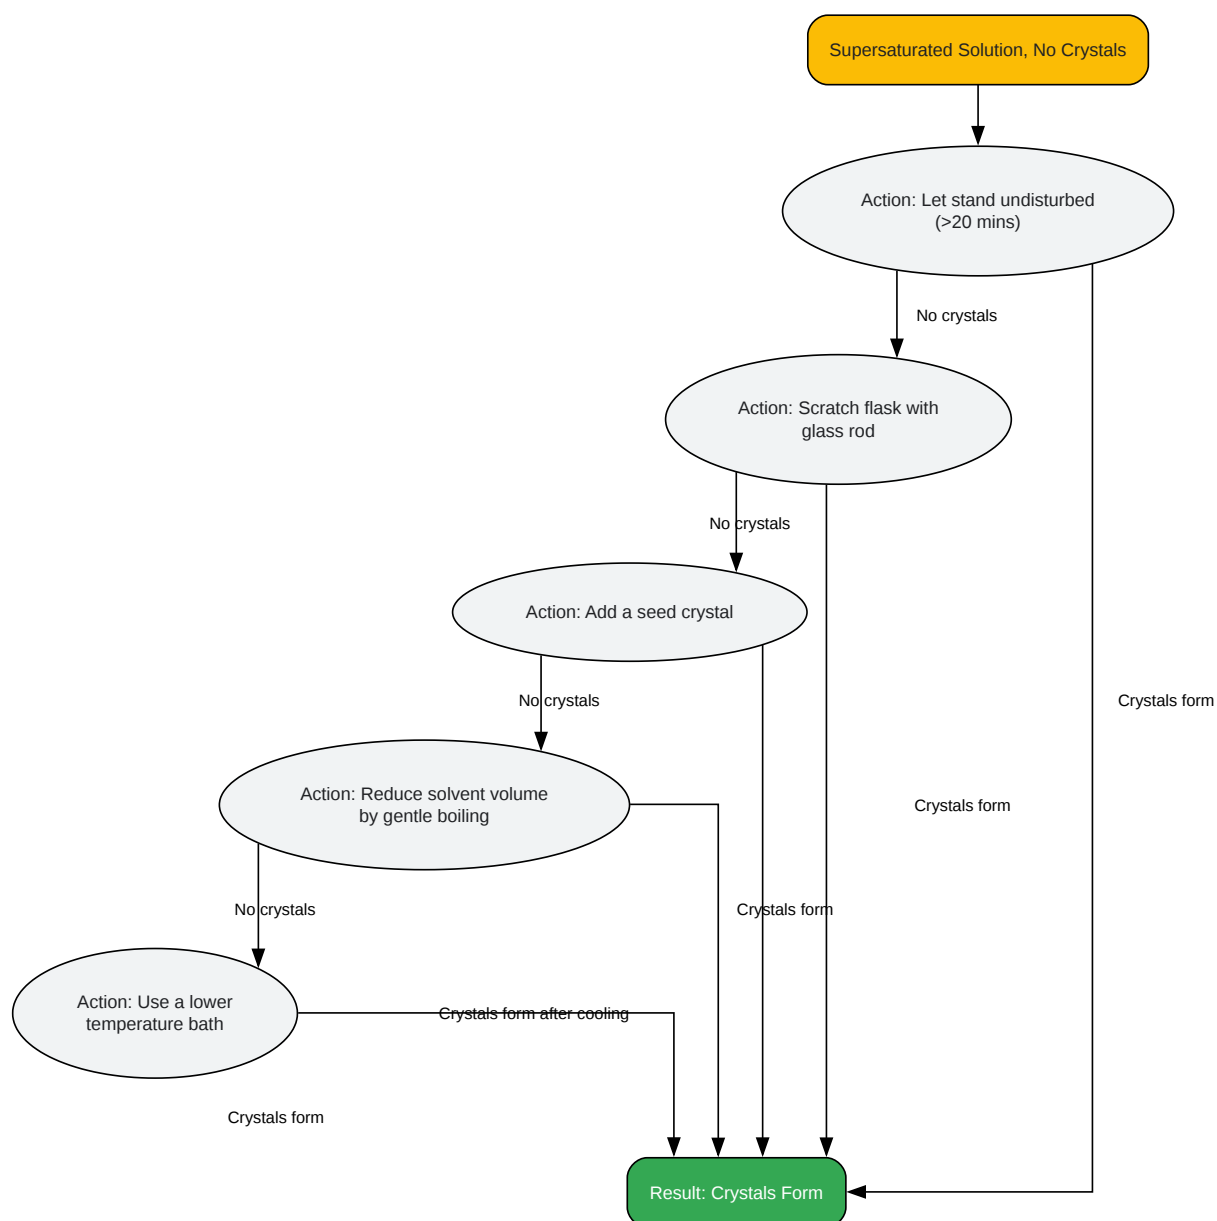 Supersaturated Solution, No Crystals
Action: Let stand undisturbed
(>20 mins)
No crystals
Action: Scratch flask with
glass rod
No crystals
Action: Add a seed crystal
No crystals
Crystals form
Action: Reduce solvent volume
by gentle boiling
Crystals form
No crystals
Crystals form
Action: Use a lower
temperature bath
Crystals form after cooling
Crystals form
Result: Crystals Form